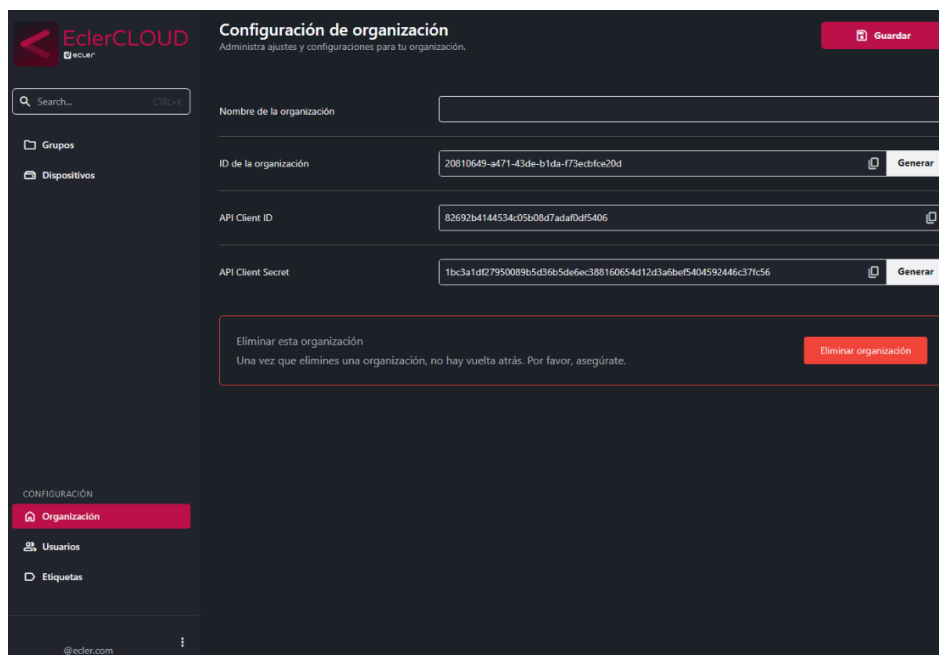 EclerCLOUD
ecler
Search... CTRL+K
Grupos
Dispositivos
CONFIGURACIÓN
Organización
Usuarios
Etiquetas
@ecler.com
Configuración de organización
Administra ajustes y configuraciones para tu organización.
Guardar
Nombre de la organización
ID de la organización
20810649-a471-43de-b1da-f73ecbfce20d
Generar
API Client ID
82692b4144534c05b08d7adaf0df5406
API Client Secret
1bc3a1df27950089b5d36b5de6ec388160654d12d3a6bef5404592446c37fc56
Generar
Eliminar esta organización
Una vez que elimines una organización, no hay vuelta atrás. Por favor, asegúrate.
Eliminar organización